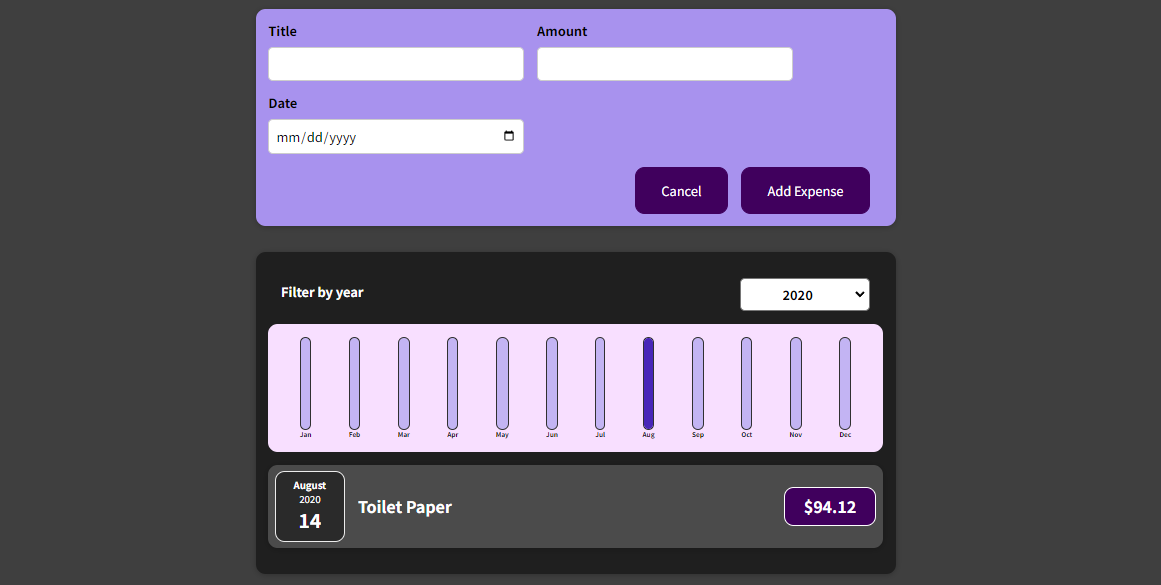 Title Amount
Date
mm/dd/yyyy
Cancel Add Expense
Filter by year 2020
Jan Feb Mar Apr May Jun Jul Aug Sep Oct Nov Dec
August
2020
14
Toilet Paper
$94.12